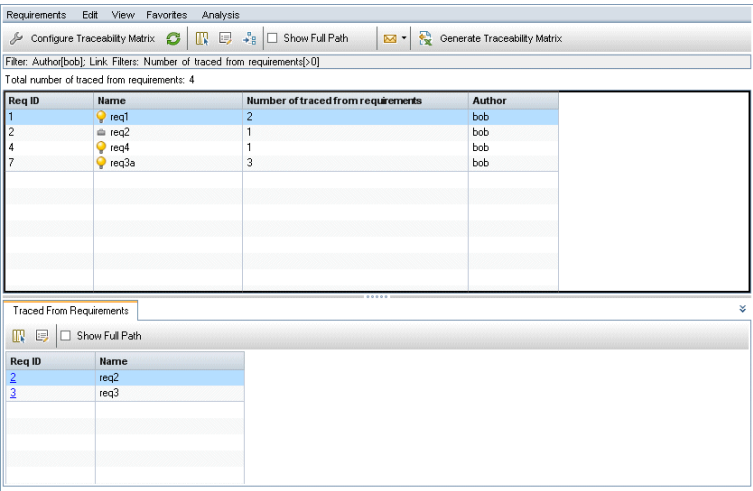 Requirements Edit View Favorites Analysis
Configure Traceability Matrix Show Full Path Generate Traceability Matrix
Filter: Author[bob]; Link Filters: Number of traced from requirements[>0]
Total number of traced from requirements: 4
Req ID Name Number of traced from requirements Author
1 req1 2 bob
2 req2 1 bob
4 req4 1 bob
7 req3a 3 bob
Traced From Requirements
Show Full Path
Req ID Name
2 req2
3 req3